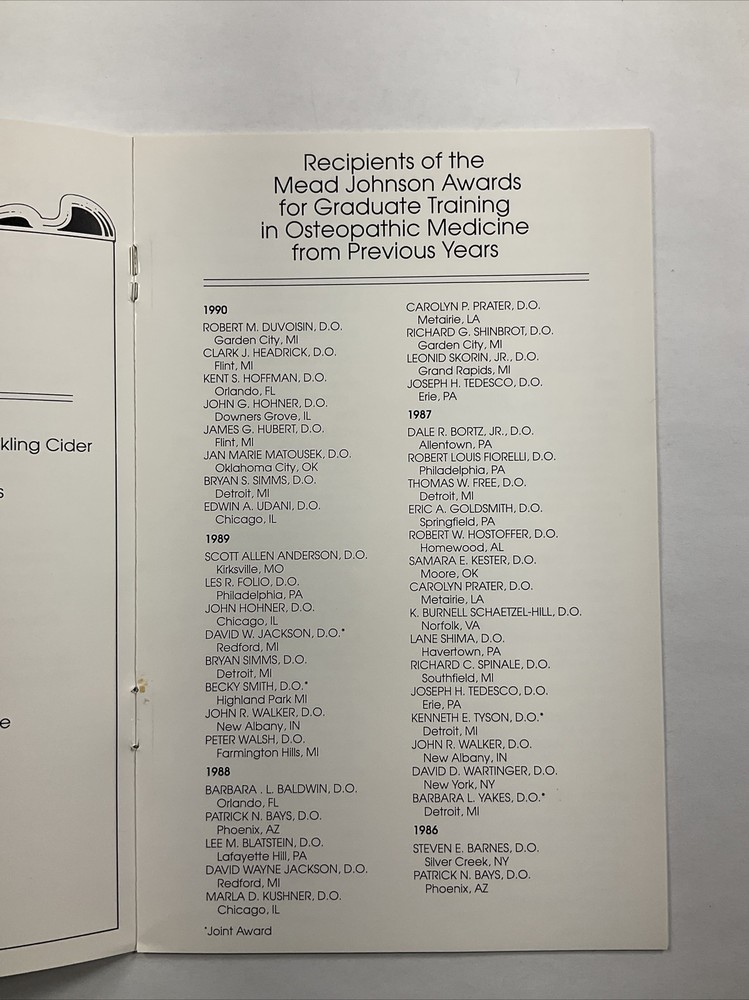 kling Cider
s
e
Recipients of the
Mead Johnson Awards
for Graduate Training
in Osteopathic Medicine
from Previous Years
1990
ROBERT M. DUVOISIN, D.O.
Garden City, MI
CLARK J. HEADRICK, D.O.
Flint, MI
KENT S. HOFFMAN, D.O.
Orlando, FL
JOHN G. HOHNER, D.O.
Downers Grove, IL
JAMES G. HUBERT, D.O.
Flint, MI
JAN MARIE MATOUSEK, D.O.
Oklahoma City, OK
BRYAN S. SIMMS, D.O.
Detroit, MI
EDWIN A. UDANI, D.O.
Chicago, IL
1989
SCOTT ALLEN ANDERSON, D.O.
Kirksville, MO
LES R. FOLIO, D.O.
Philadelphia, PA
JOHN HOHNER, D.O.
Chicago, IL
DAVID W. JACKSON, D.O.*
Redford, MI
BRYAN SIMMS, D.O.
Detroit, MI
BECKY SMITH, D.O.*
Highland Park MI
JOHN R. WALKER, D.O.
New Albany, IN
PETER WALSH, D.O.
Farmington Hills, MI
1988
BARBARA . L. BALDWIN, D.O.
Orlando, FL
PATRICK N. BAYS, D.O.
Phoenix, AZ
LEE M. BLATSTEIN, D.O.
Lafayette Hill, PA
DAVID WAYNE JACKSON, D.O.
Redford, MI
MARLA D. KUSHNER, D.O.
Chicago, IL
*Joint Award
CAROLYN P. PRATER, D.O.
Metairie, LA
RICHARD G. SHINBROT, D.O.
Garden City, MI
LEONID SKORIN, JR., D.O.
Grand Rapids, MI
JOSEPH H. TEDESCO, D.O.
Erie, PA
1987
DALE R. BORTZ, JR., D.O.
Allentown, PA
ROBERT LOUIS FIORELLI, D.O.
Philadelphia, PA
THOMAS W. FREE, D.O.
Detroit, MI
ERIC A. GOLDSMITH, D.O.
Springfield, PA
ROBERT W. HOSTOFFER, D.O.
Homewood, AL
SAMARA E. KESTER, D.O.
Moore, OK
CAROLYN PRATER, D.O.
Metairie, LA
K. BURNELL SCHAETZEL-HILL, D.O.
Norfolk, VA
LANE SHIMA, D.O.
Havertown, PA
RICHARD C. SPINALE, D.O.
Southfield, MI
JOSEPH H. TEDESCO, D.O.
Erie, PA
KENNETH E. TYSON, D.O.*
Detroit, MI
JOHN R. WALKER, D.O.
New Albany, IN
DAVID D. WARTINGER, D.O.
New York, NY
BARBARA L. YAKES, D.O.*
Detroit, MI
1986
STEVEN E. BARNES, D.O.
Silver Creek, NY
PATRICK N. BAYS, D.O.
Phoenix, AZ